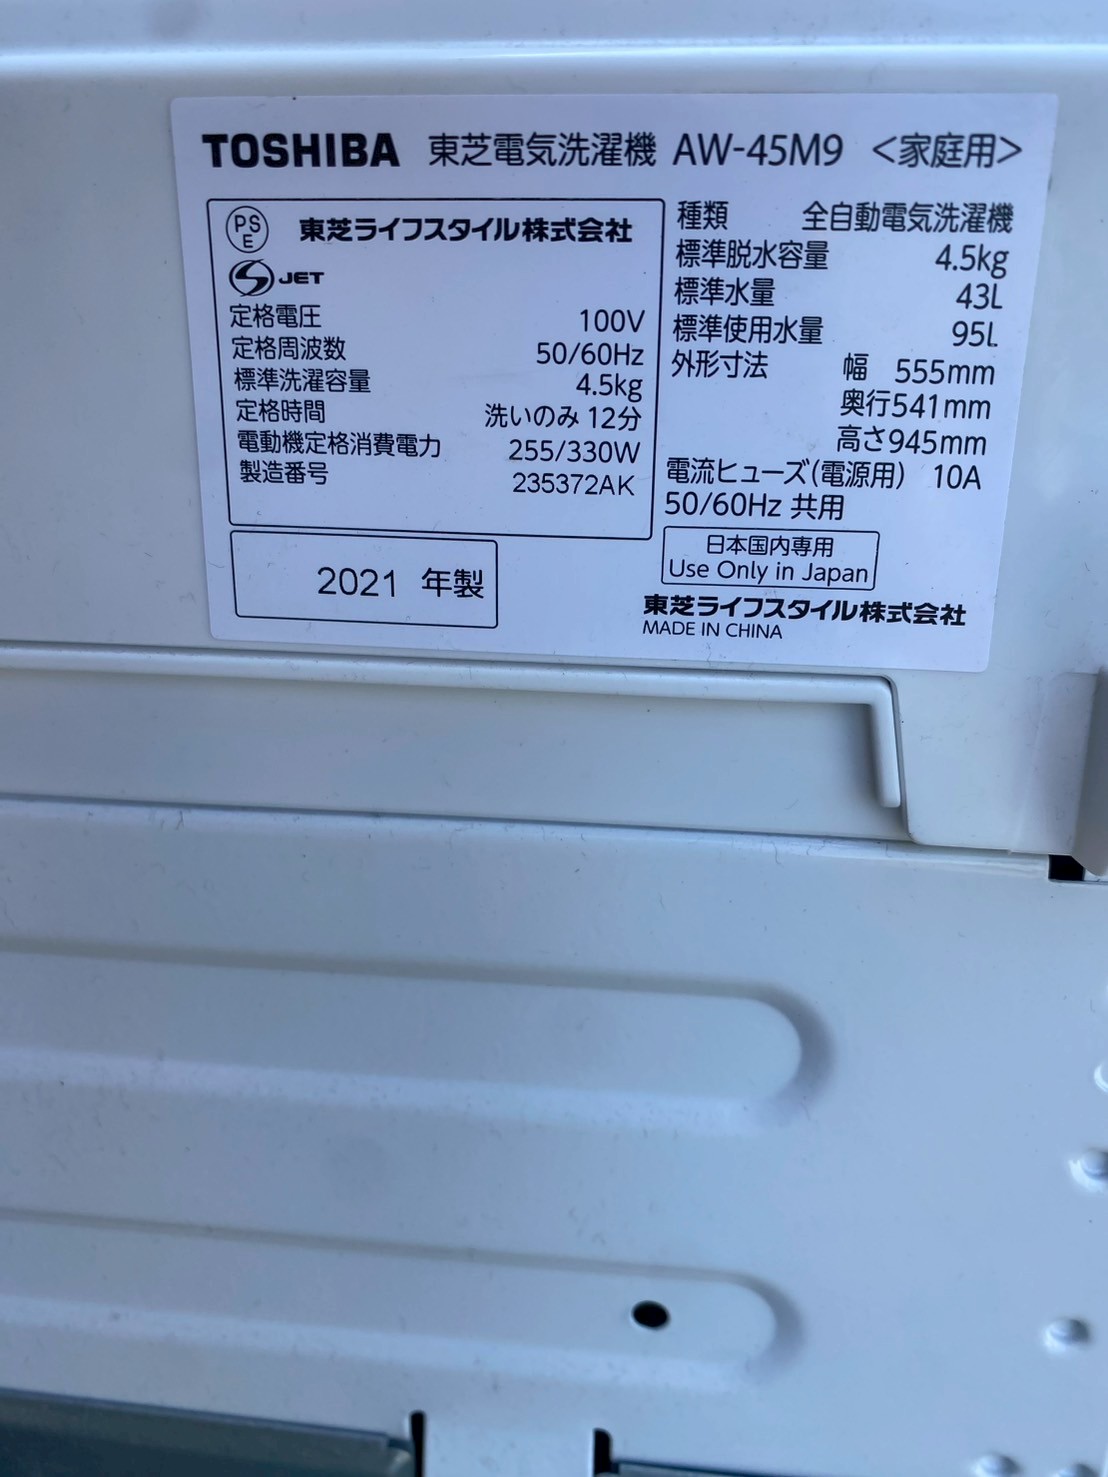 TOSHIBA 東芝電気洗濯機 AW-45M9 <家庭用>
PS
E
東芝ライフスタイル株式会社
S JET
定格電圧 100V
定格周波数 50/60Hz
標準洗濯容量 4.5kg
定格時間 洗いのみ 12分
電動機定格消費電力 255/330W
製造番号 235372AK
2021 年製
種類 全自動電気洗濯機
標準脱水容量 4.5kg
標準水量 43L
標準使用水量 95L
外形寸法 幅 555mm
奥行541mm
高さ945mm
電流ヒューズ(電源用) 10A
50/60Hz 共用
日本国内専用
Use Only in Japan
東芝ライフスタイル株式会社
MADE IN CHINA